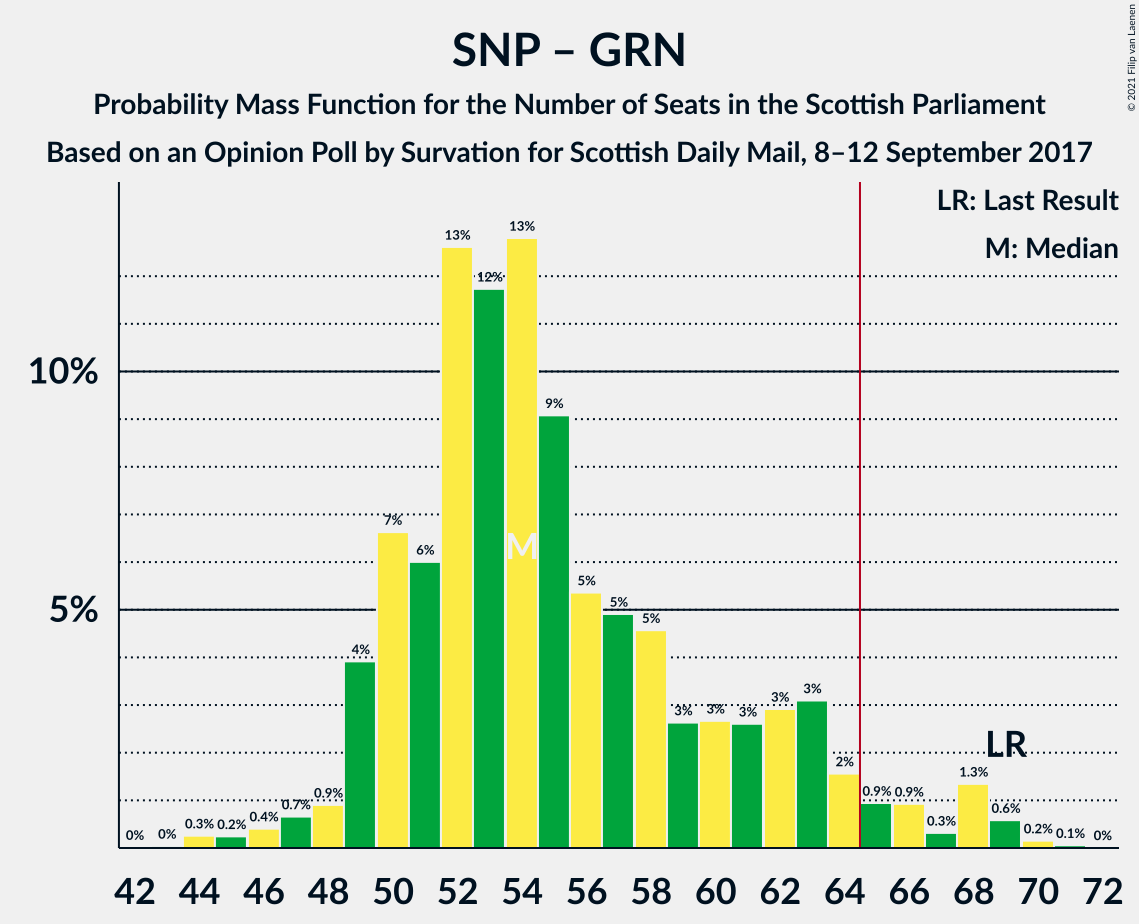 SNP – GRN
Probability Mass Function for the Number of Seats in the Scottish Parliament
Based on an Opinion Poll by Survation for Scottish Daily Mail, 8–12 September 2017
© 2021 Filip van Laenen
LR: Last Result
M: Median
10%
5%
0% 0% 0.3% 0.2% 0.4% 0.7% 0.9% 4% 7% 6% 13% 12% 13% 9% 5% 5% 5% 3% 3% 3% 3% 3% 2% 0.9% 0.9% 0.3% 1.3% 0.6% 0.2% 0.1% 0%
M
LR
42 44 46 48 50 52 54 56 58 60 62 64 66 68 70 72